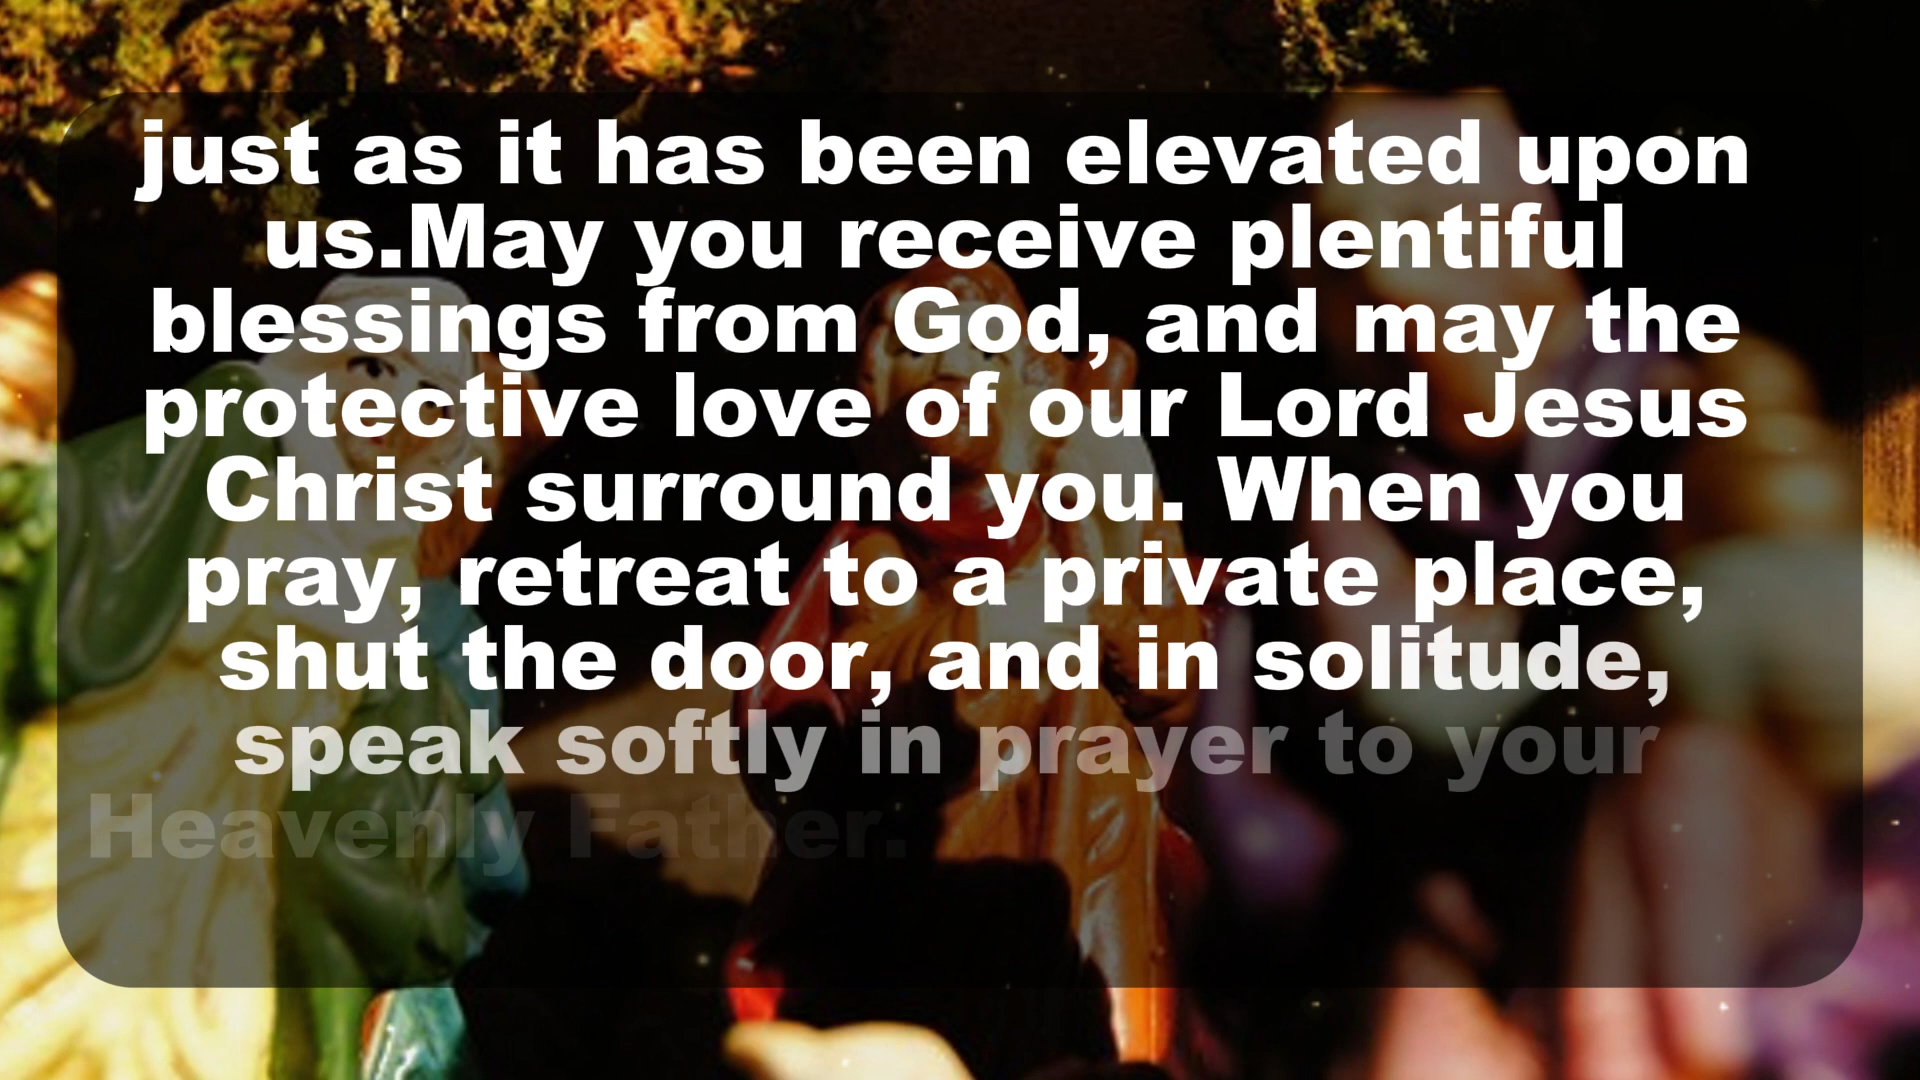 just as it has been elevated upon
us.May you receive plentiful
blessings from God, and may the
protective love of our Lord Jesus
Christ surround you. When you
pray, retreat to a private place,
shut the door, and in solitude,
speak softly in prayer to your
Heavenly Father.